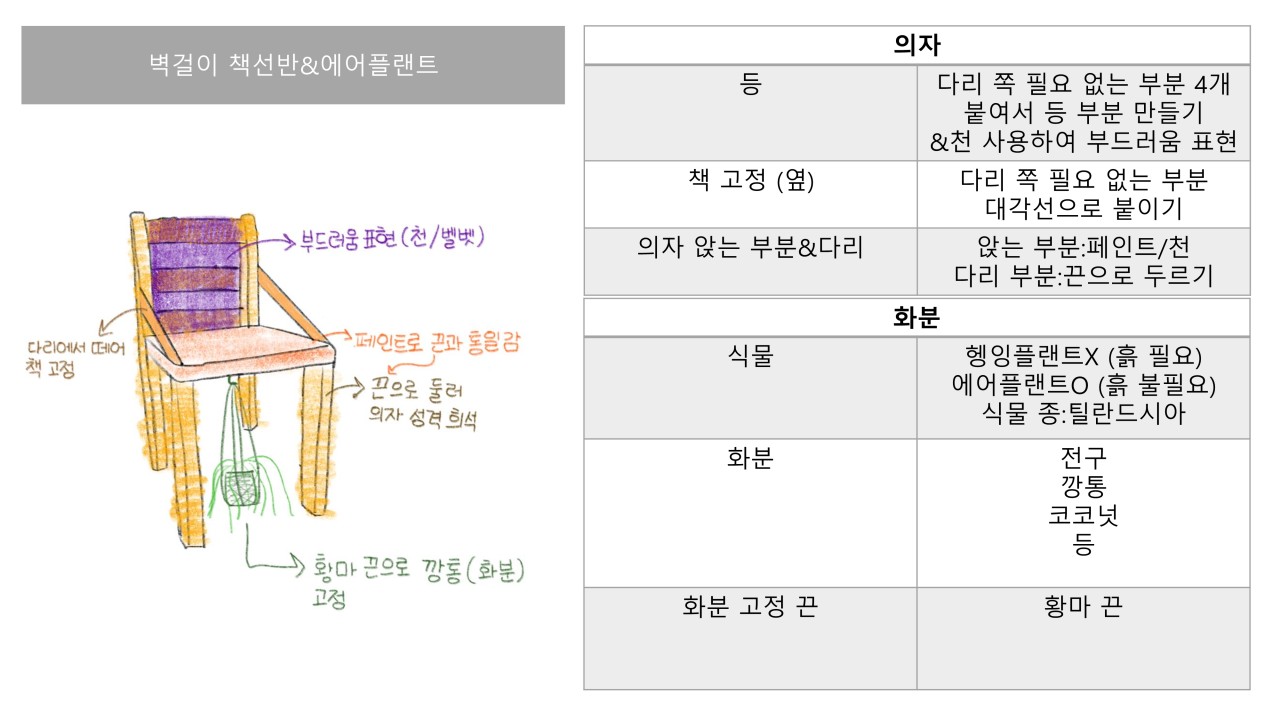 벽걸이 책선반&에어플랜트
부드러움 표현(천/벨벳)
다리에서 떼어
책 고정
페인트로 끈과 통일감
끈으로 둘러
의자 성격 희석
황마 끈으로 깡통(화분)
고정
의자
등
다리 쪽 필요 없는 부분 4개
붙여서 등 부분 만들기
&천 사용하여 부드러움 표현
책 고정 (옆)
다리 쪽 필요 없는 부분
대각선으로 붙이기
의자 앉는 부분&다리
앉는 부분:페인트/천
다리 부분:끈으로 두르기
화분
식물
헹잉플랜트X (흙 필요)
에어플랜트O (흙 불필요)
식물 종:틸란드시아
화분
전구
깡통
코코넛
등
화분 고정 끈
황마 끈